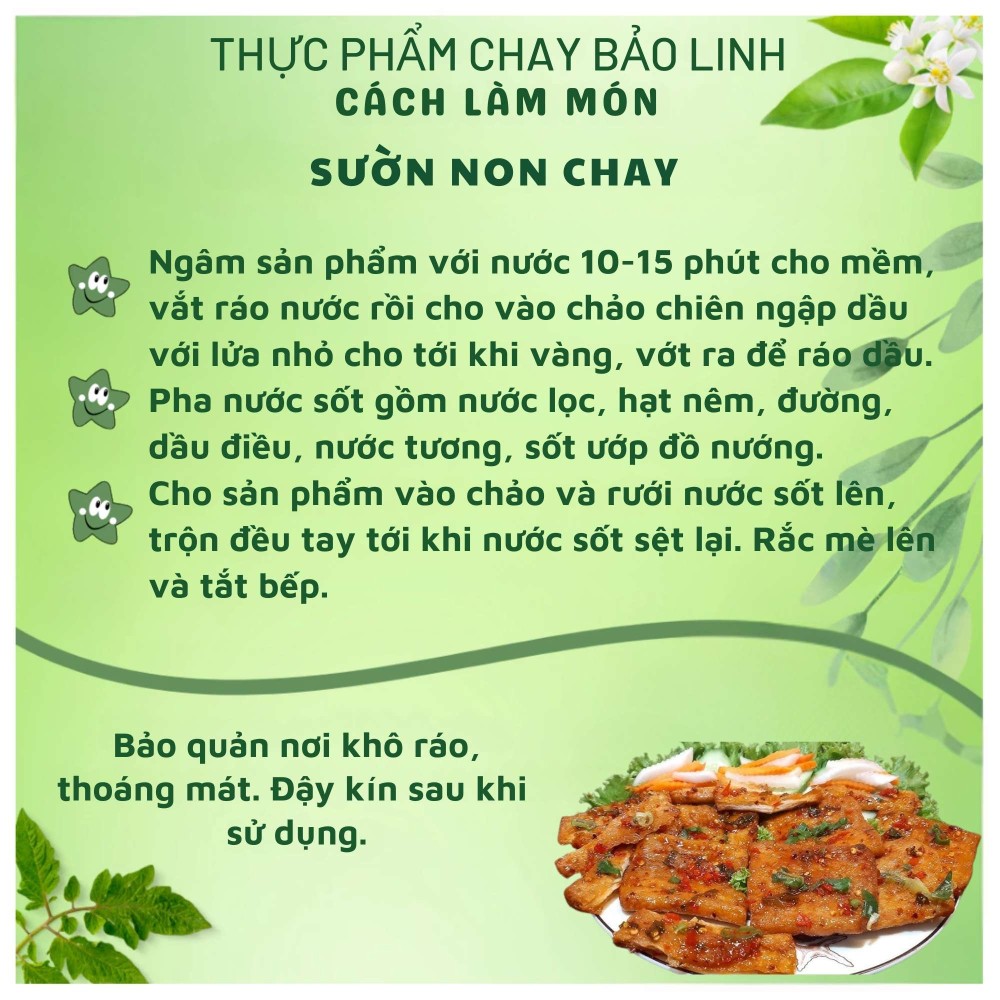 THỰC PHẨM CHAY BẢO LINH
CÁCH LÀM MÓN
SƯỜN NON CHAY
Ngâm sản phẩm với nước 10-15 phút cho mềm,
vắt ráo nước rồi cho vào chảo chiên ngập dầu
với lửa nhỏ cho tới khi vàng, vớt ra để ráo dầu.
Pha nước sốt gồm nước lọc, hạt nêm, đường,
dầu điều, nước tương, sốt ướp đồ nướng.
Cho sản phẩm vào chảo và rưới nước sốt lên,
trộn đều tay tới khi nước sốt sệt lại. Rắc mè lên
và tắt bếp.
Bảo quản nơi khô ráo,
thoáng mát. Đậy kín sau khi
sử dụng.